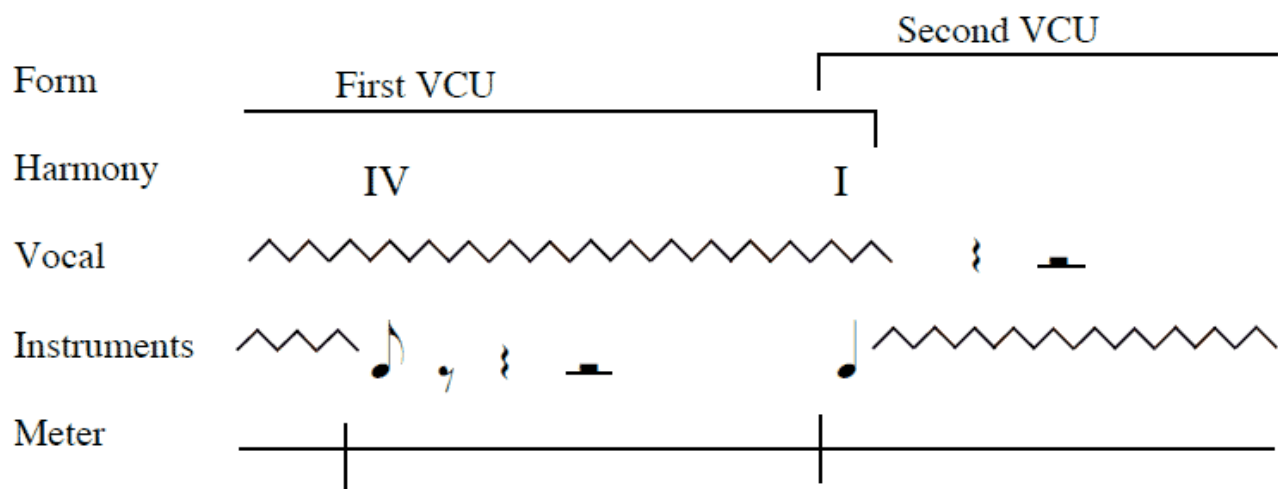 Second VCU
Form First VCU
Harmony IV I
Vocal
Instruments
Meter